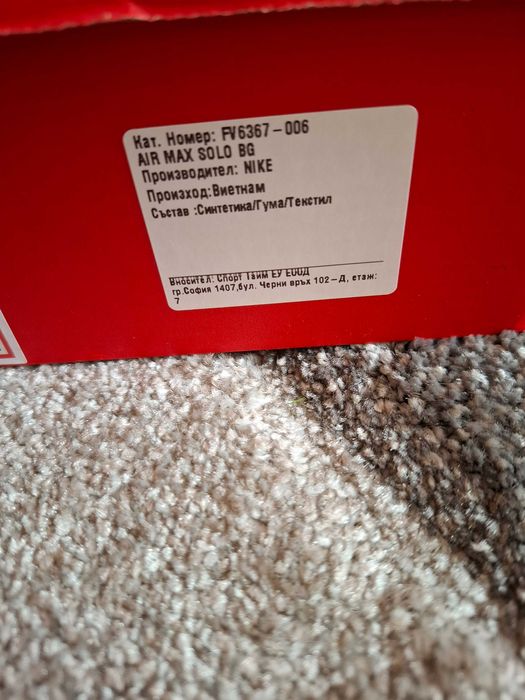 Кат. Номер: FV6367-006
AIR MAX SOLO BG
Производител: NIKE
Произход:Виетнам
Състав :Синтетика/Гума/Текстил
Вносител: Спорт Тайм ЕУ ЕООД
гр.София 1407,бул. Черни връх 102-Д, етаж:
7